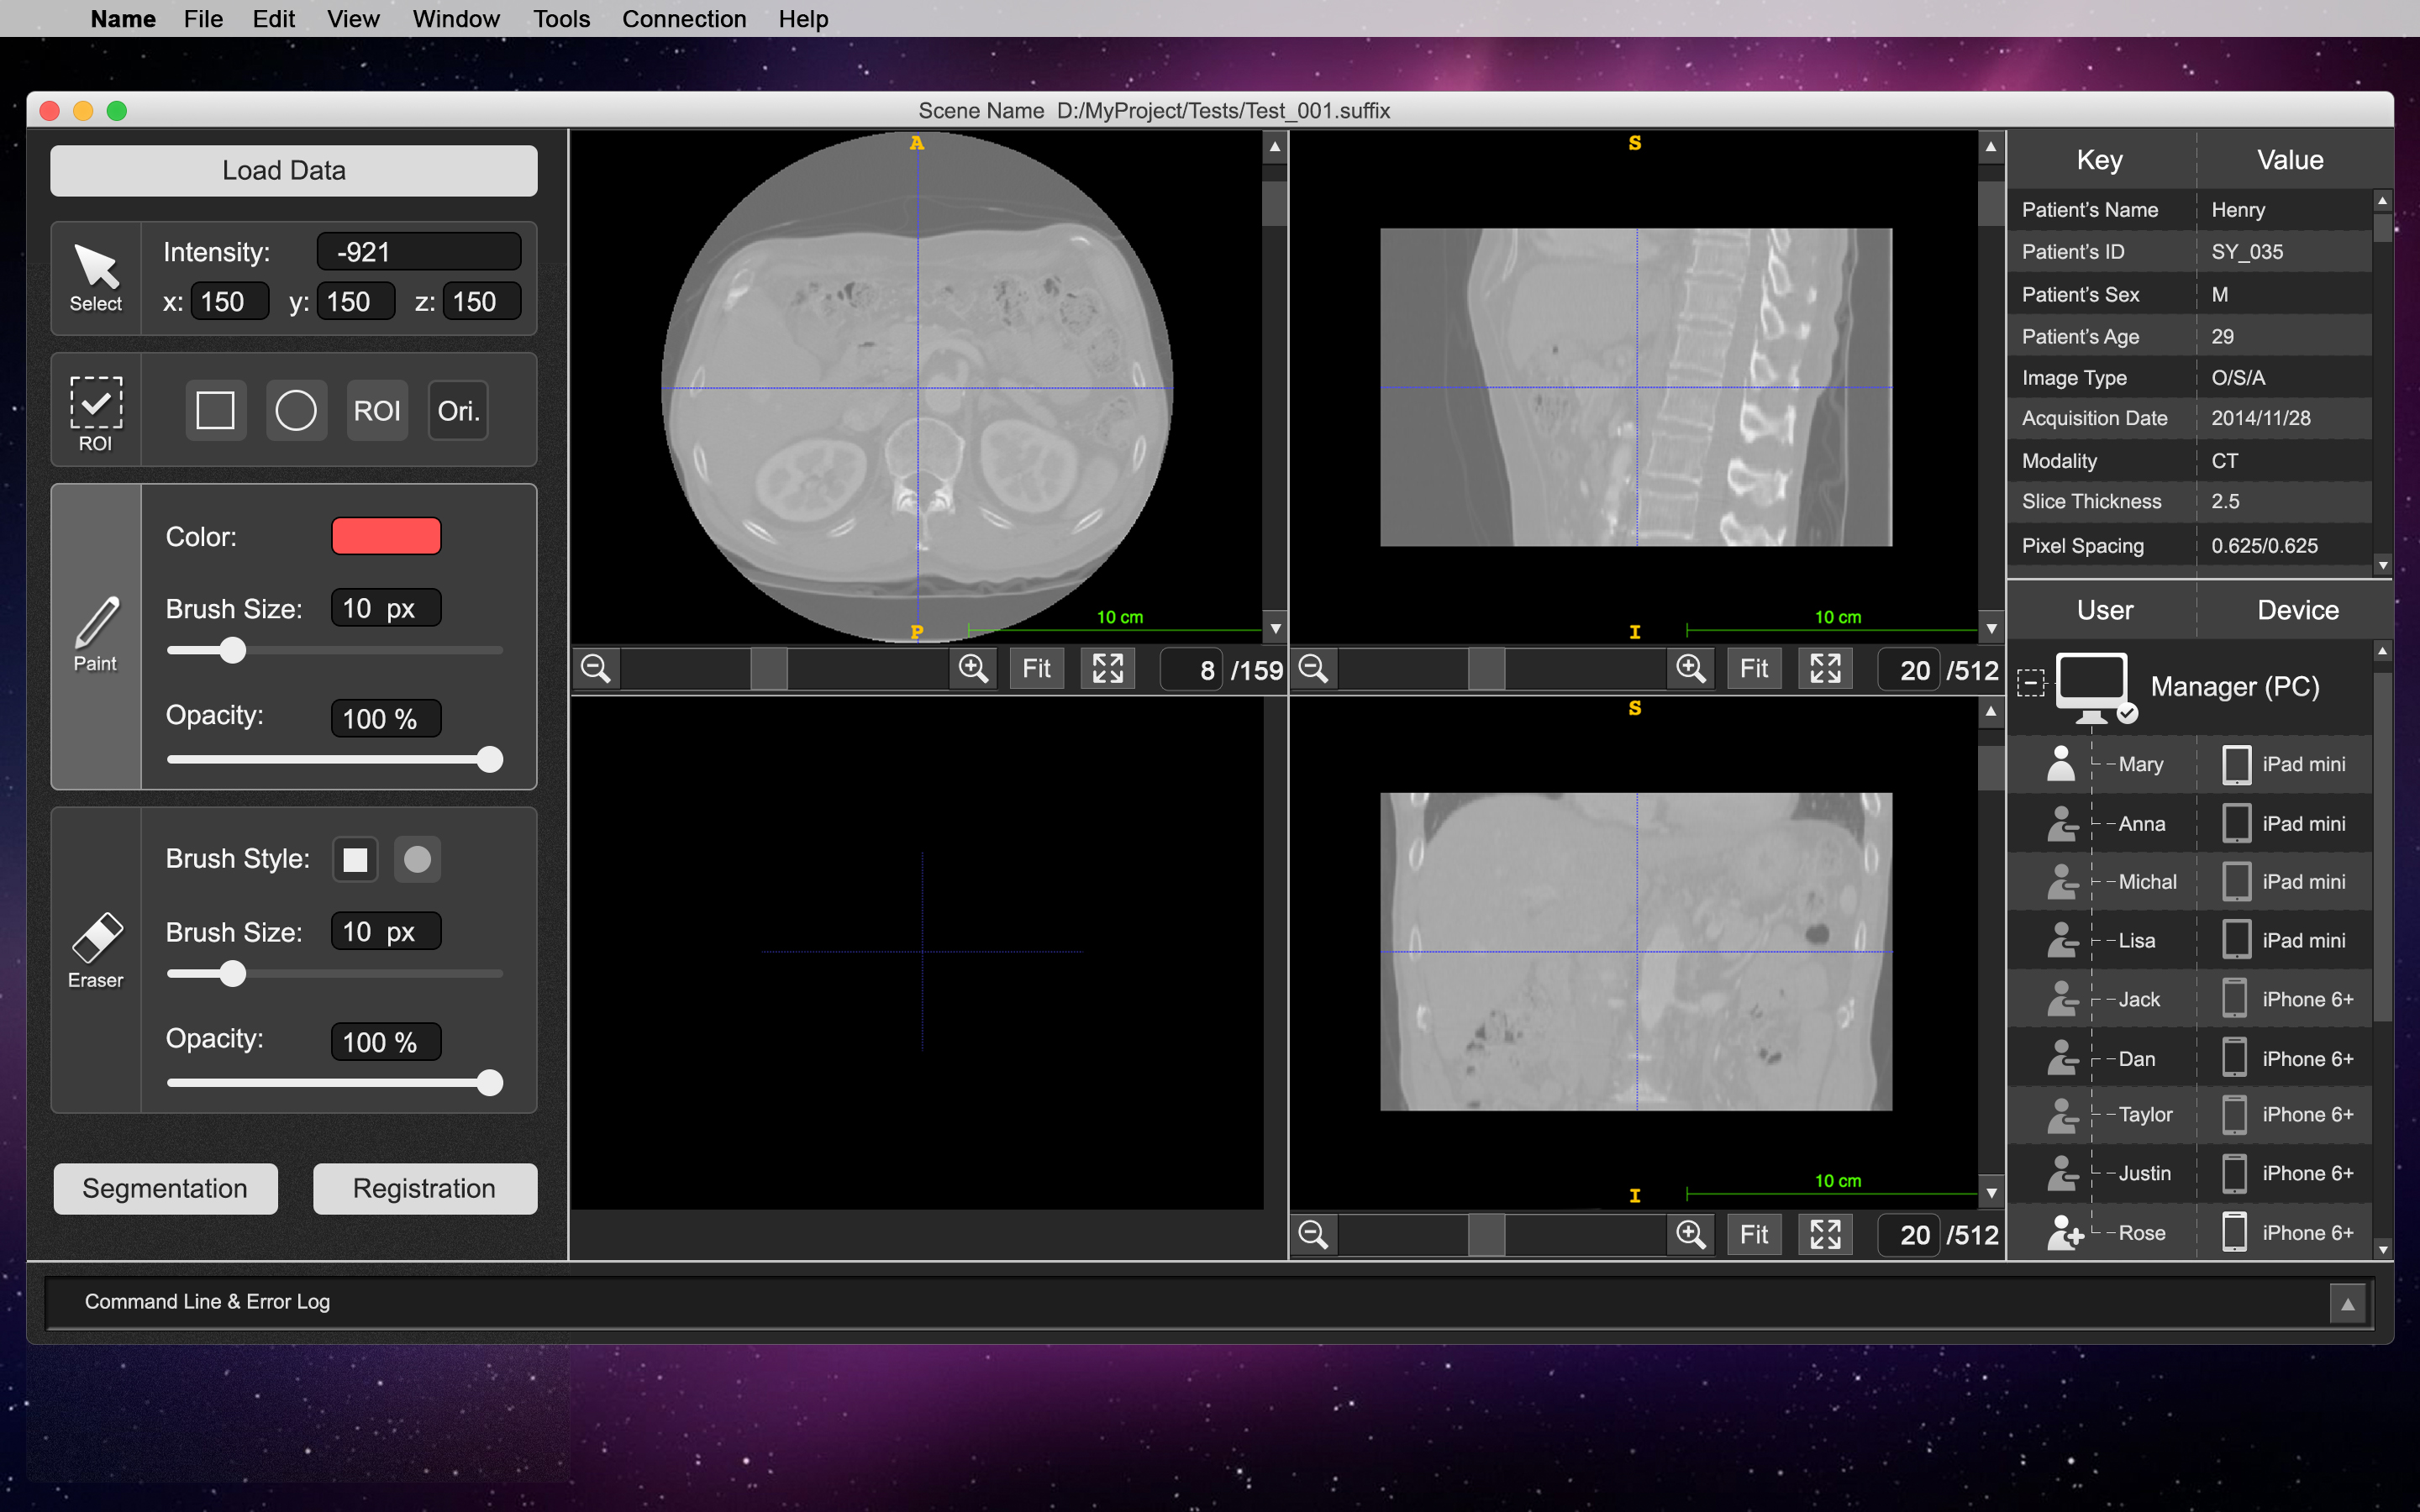 Name File Edit View Window Tools Connection Help
Scene Name D:/MyProject/Tests/Test_001.suffix
Load Data
Select
Intensity: -921
x: 150 y: 150 z: 150
ROI
ROI Ori.
Paint
Color:
Brush Size: 10 px
Opacity: 100 %
Eraser
Brush Style:
Brush Size: 10 px
Opacity: 100 %
Segmentation Registration
A
P
10 cm
Fit 8 /159
S
I
10 cm
Fit 20 /512
S
I
10 cm
Fit 20 /512
Key Value
Patient's Name Henry
Patient's ID SY_035
Patient's Sex M
Patient's Age 29
Image Type O/S/A
Acquisition Date 2014/11/28
Modality CT
Slice Thickness 2.5
Pixel Spacing 0.625/0.625
User Device
Manager (PC)
Mary iPad mini
Anna iPad mini
Michal iPad mini
Lisa iPad mini
Jack iPhone 6+
Dan iPhone 6+
Taylor iPhone 6+
Justin iPhone 6+
Rose iPhone 6+
Command Line & Error Log